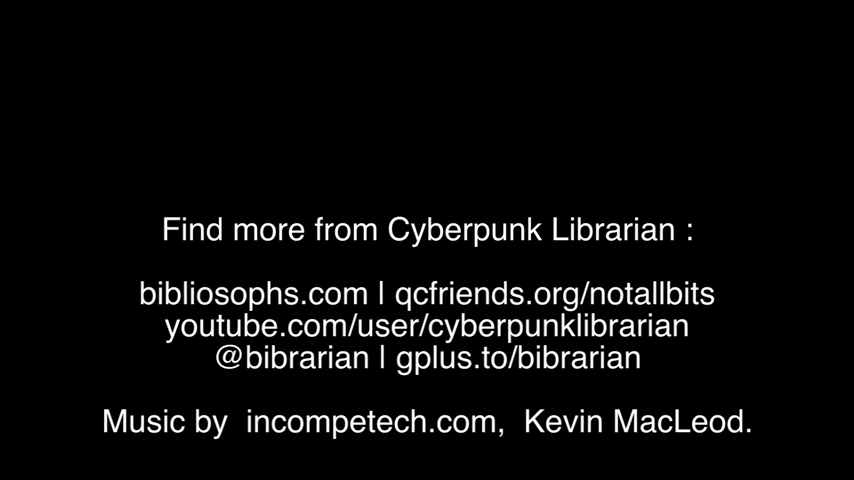 Find more from Cyberpunk Librarian :
bibliosophs.com | qcfriends.org/notallbits
youtube.com/user/cyberpunklibrarian
@bibrarian | gplus.to/bibrarian
Music by  incompetech.com,  Kevin MacLeod.